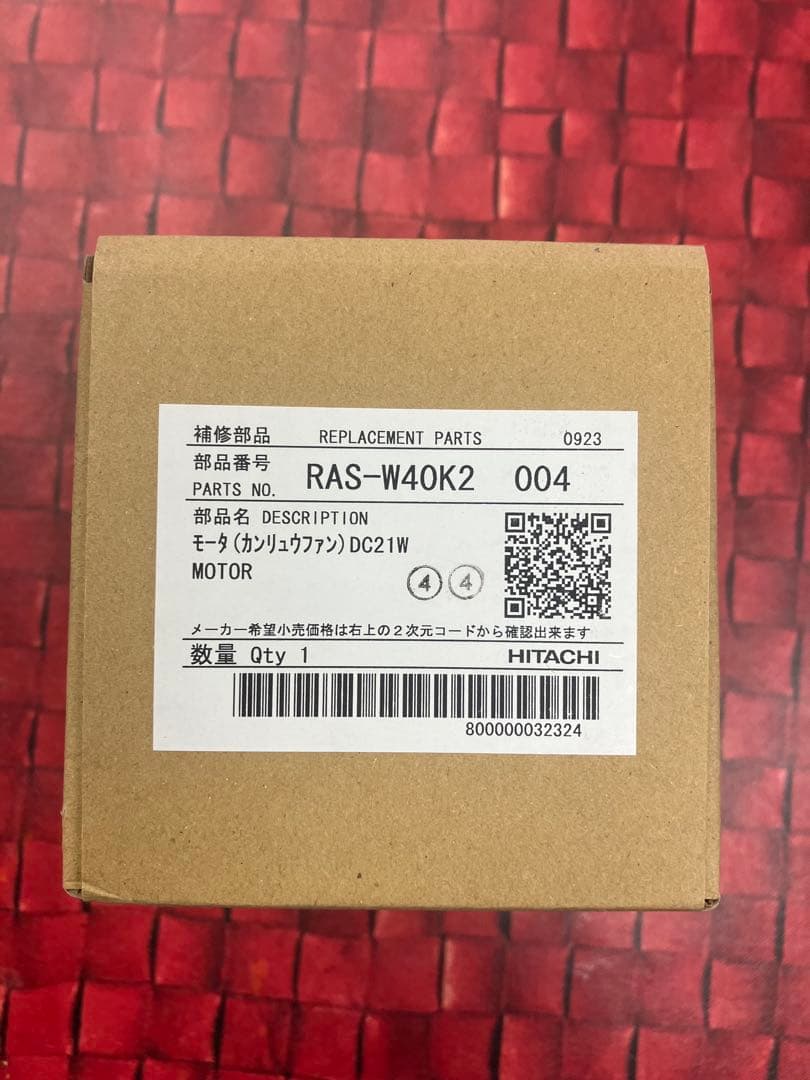 補修部品 REPLACEMENT PARTS 0923
部品番号
PARTS NO. RAS-W40K2 004
部品名 DESCRIPTION
モータ(カンリュウファン)DC21W
MOTOR
④ ④
メーカー希望小売価格は右上の2次元コードから確認出来ます
数量 Qty 1 HITACHI
800000032324